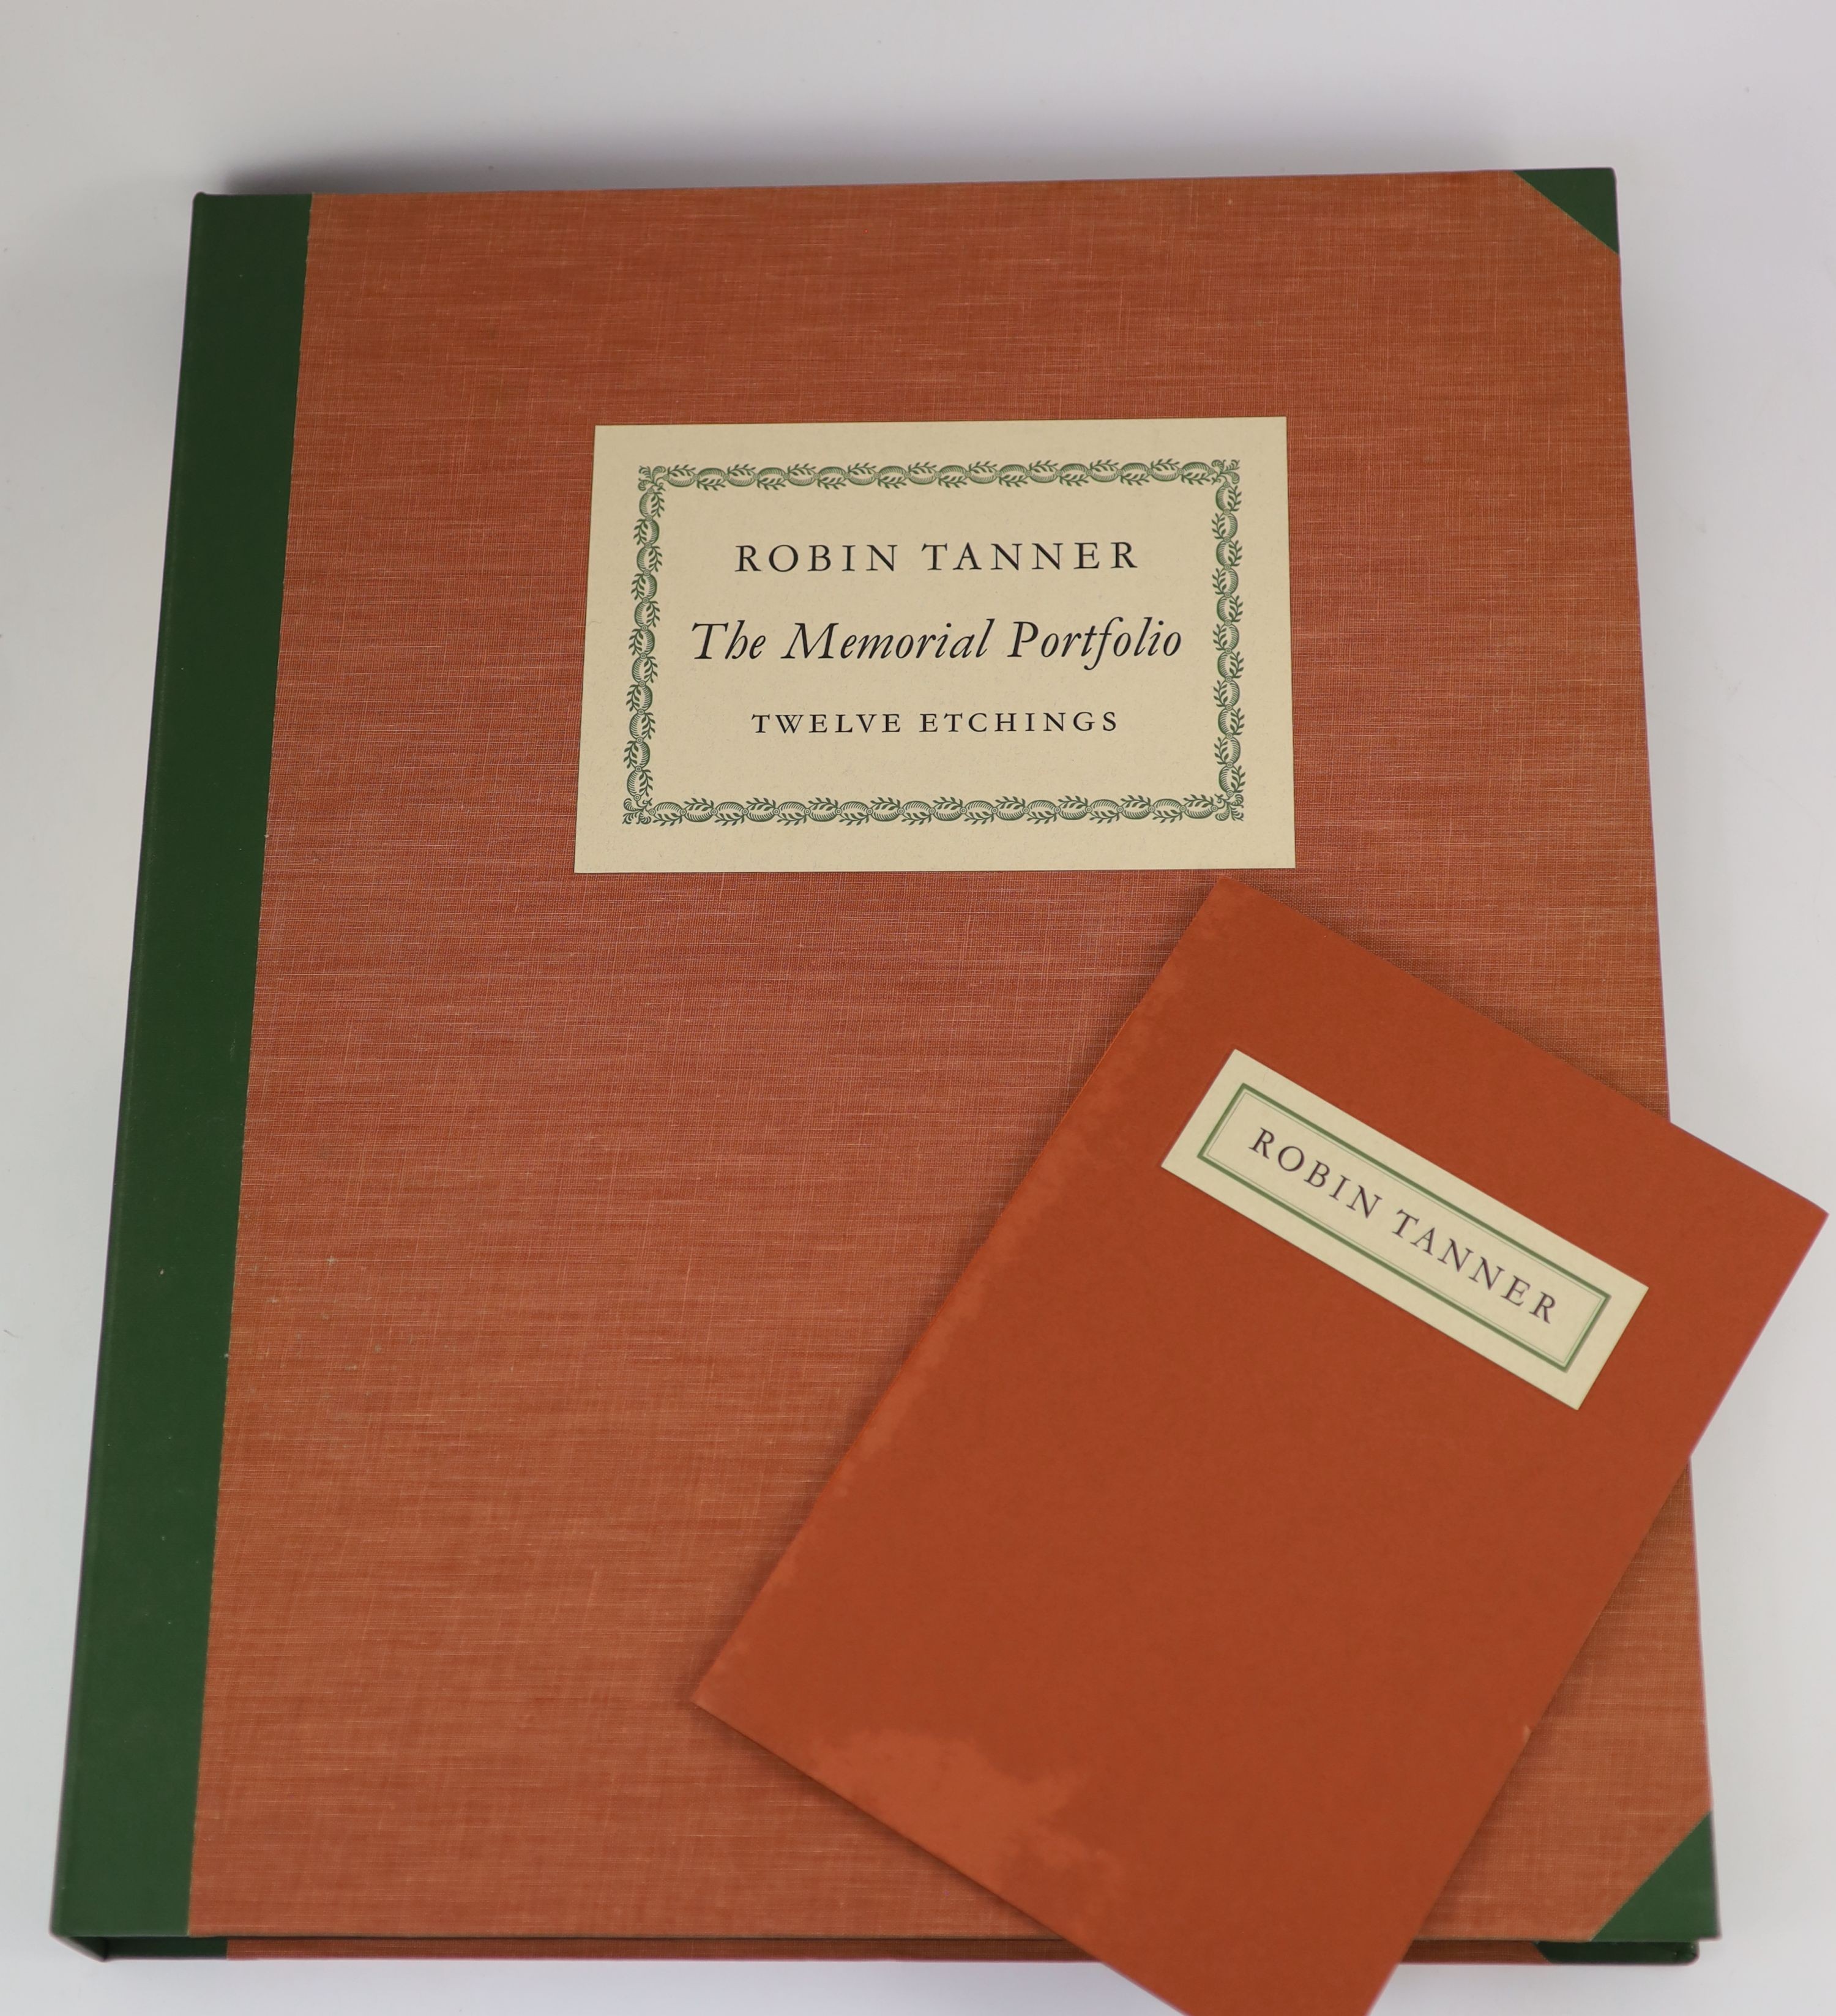 ROBIN TANNER
The Memorial Portfolio
TWELVE ETCHINGS
ROBIN TANNER